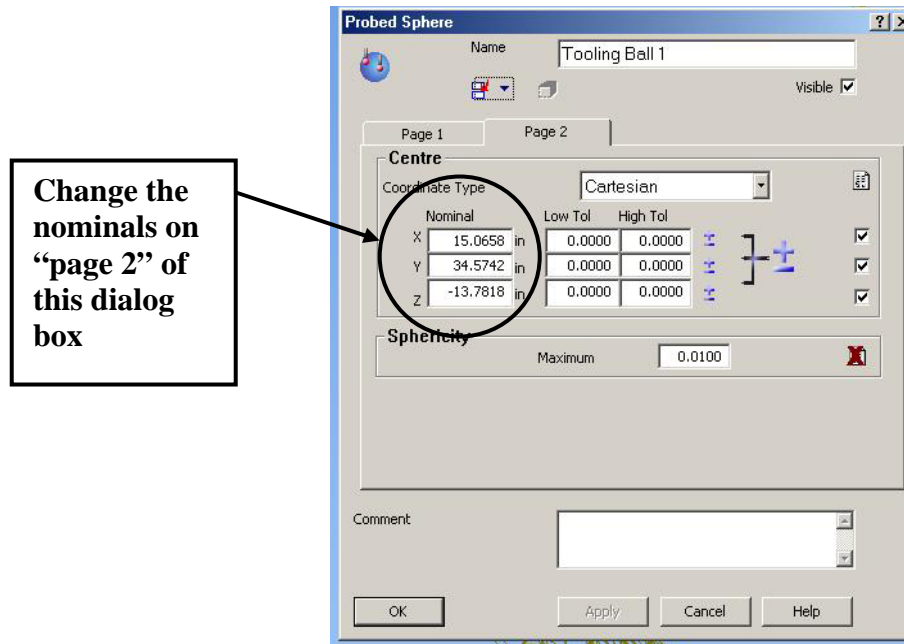 Probed Sphere
Name
Tooling Ball 1
Visible
Page 1
Page 2
Change the
nominals on
“page 2” of
this dialog
box
Centre
Coordinate Type
Cartesian
Nominal Low Tol High Tol
X 15.0658 in 0.0000 0.0000
Y 34.5742 in 0.0000 0.0000
Z -13.7818 in 0.0000 0.0000
Sphericity
Maximum 0.0100
Comment
OK Apply Cancel Help